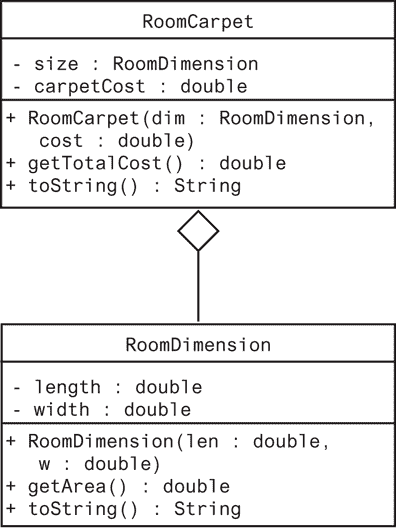 RoomCarpet
- size : RoomDimension
- carpetCost : double
+ RoomCarpet(dim : RoomDimension,
cost : double)
+ getTotalCost() : double
+ toString() : String
RoomDimension
- length : double
- width : double
+ RoomDimension(len : double,
w : double)
+ getArea() : double
+ toString() : String